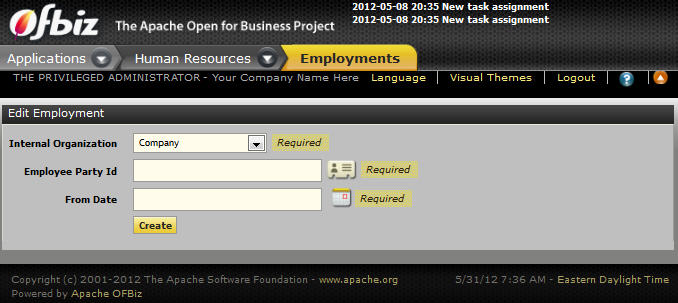 Ofbiz The Apache Open for Business Project
2012-05-08 20:35 New task assignment
2012-05-08 20:35 New task assignment
Applications Human Resources Employments
THE PRIVILEGED ADMINISTRATOR - Your Company Name Here Language Visual Themes Logout ?
Edit Employment
Internal Organization Company Required
Employee Party Id Required
From Date Required
Create
Copyright (c) 2001-2012 The Apache Software Foundation - www.apache.org 5/31/12 7:36 AM - Eastern Daylight Time
Powered by Apache OFBiz